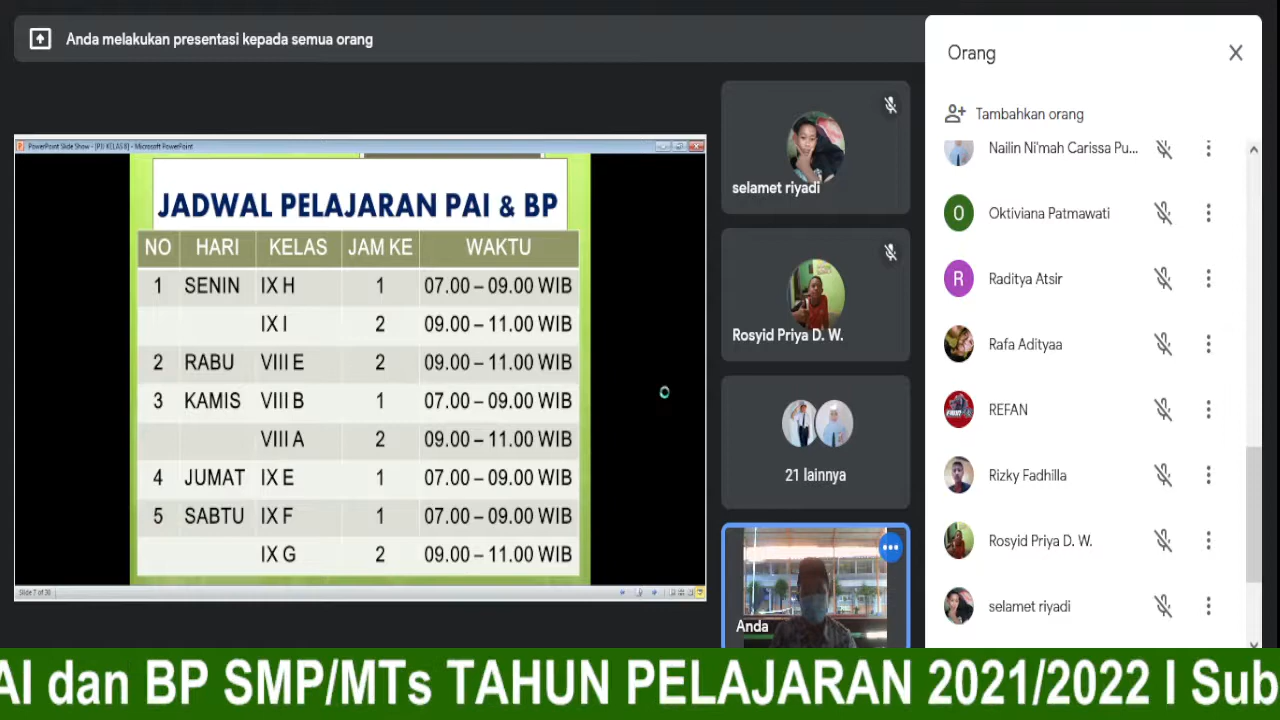 Anda melakukan presentasi kepada semua orang
PowerPoint Slide Show - [PJJ KELAS 8] - Microsoft PowerPoint
JADWAL PELAJARAN PAI & BP
NO HARI KELAS JAM KE WAKTU
1 SENIN IX H 1 07.00 – 09.00 WIB
IX I 2 09.00 – 11.00 WIB
2 RABU VIII E 2 09.00 – 11.00 WIB
3 KAMIS VIII B 1 07.00 – 09.00 WIB
VIII A 2 09.00 – 11.00 WIB
4 JUMAT IX E 1 07.00 – 09.00 WIB
5 SABTU IX F 1 07.00 – 09.00 WIB
IX G 2 09.00 – 11.00 WIB
selamet riyadi
Rosyid Priya D. W.
21 lainnya
Anda
Orang
Tambahkan orang
Nailin Ni'mah Carissa Pu...
O Oktiviana Patmawati
R Raditya Atsir
Rafa Adityaa
REFAN
Rizky Fadhilla
Rosyid Priya D. W.
selamet riyadi
AI dan BP SMP/MTs TAHUN PELAJARAN 2021/2022 I Sub